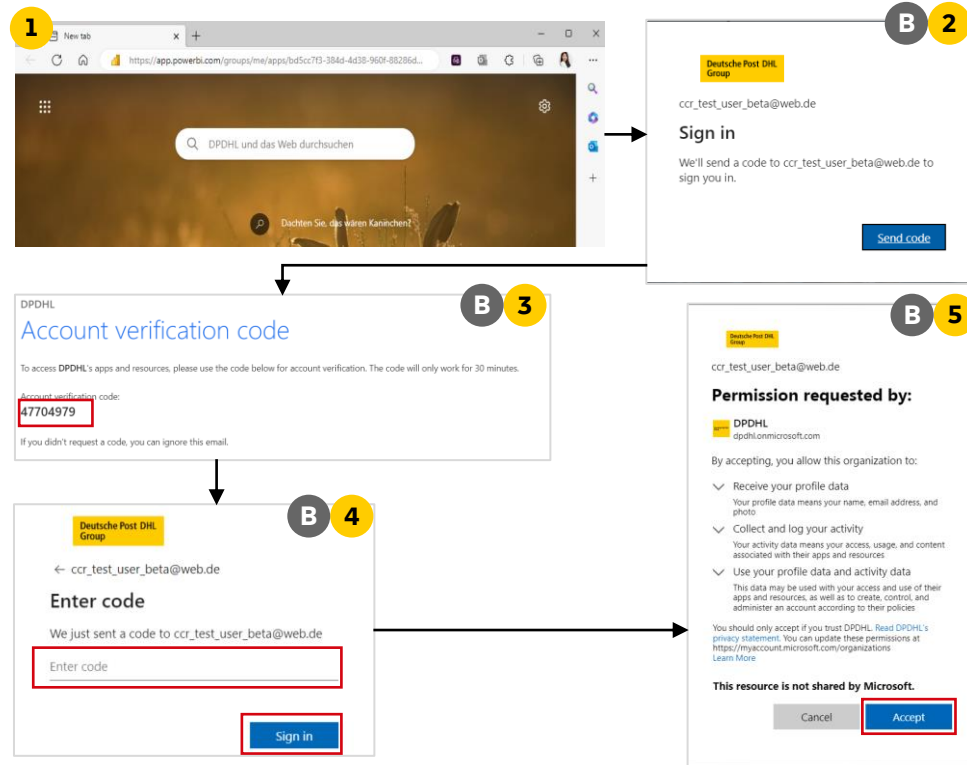 1
New tab
https://app.powerbi.com/groups/me/apps/bd5cc7f3-384d-4d38-960f-88286d...
DPDHL und das Web durchsuchen
Dachten Sie, das wären Kaninchen?
B 2
Deutsche Post DHL
Group
ccr_test_user_beta@web.de
Sign in
We'll send a code to ccr_test_user_beta@web.de to
sign you in.
Send code
B 3
DPDHL
Account verification code
To access DPDHL's apps and resources, please use the code below for account verification. The code will only work for 30 minutes.
Account verification code:
47704979
If you didn't request a code, you can ignore this email.
B 4
Deutsche Post DHL
Group
← ccr_test_user_beta@web.de
Enter code
We just sent a code to ccr_test_user_beta@web.de
Enter code
Sign in
B 5
Deutsche Post DHL
Group
ccr_test_user_beta@web.de
Permission requested by:
DPDHL
dpdhl.onmicrosoft.com
By accepting, you allow this organization to:
Receive your profile data
Your profile data means your name, email address, and
photo
Collect and log your activity
Your activity data means your access, usage, and content
associated with their apps and resources
Use your profile data and activity data
This data may be used with your access and use of their
apps and resources, as well as to create, control, and
administer an account according to their policies
You should only accept if you trust DPDHL. Read DPDHL's
privacy statement. You can update these permissions at
https://myaccount.microsoft.com/organizations
Learn More
This resource is not shared by Microsoft.
Cancel
Accept